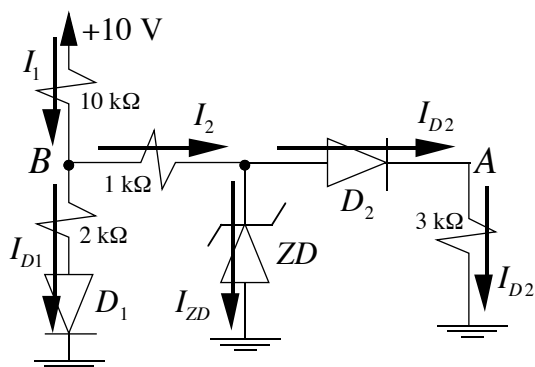 +10 V
I1
10 kΩ
B
I2
ID2
A
1 kΩ
D2
2 kΩ
3 kΩ
ID1
ZD
D1
IZD
ID2